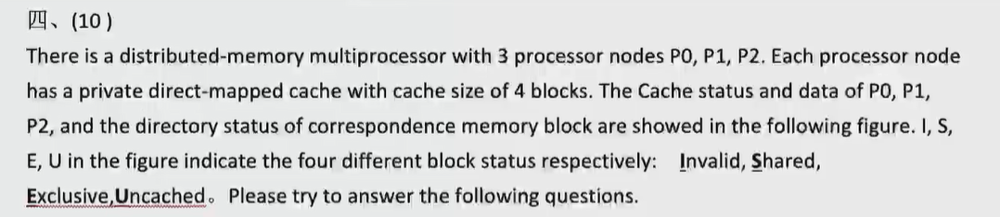 四、(10)
There is a distributed-memory multiprocessor with 3 processor nodes P0, P1, P2. Each processor node
has a private direct-mapped cache with cache size of 4 blocks. The Cache status and data of P0, P1,
P2, and the directory status of correspondence memory block are showed in the following figure. I, S,
E, U in the figure indicate the four different block status respectively: Invalid, Shared,
Exclusive,Uncached。 Please try to answer the following questions.